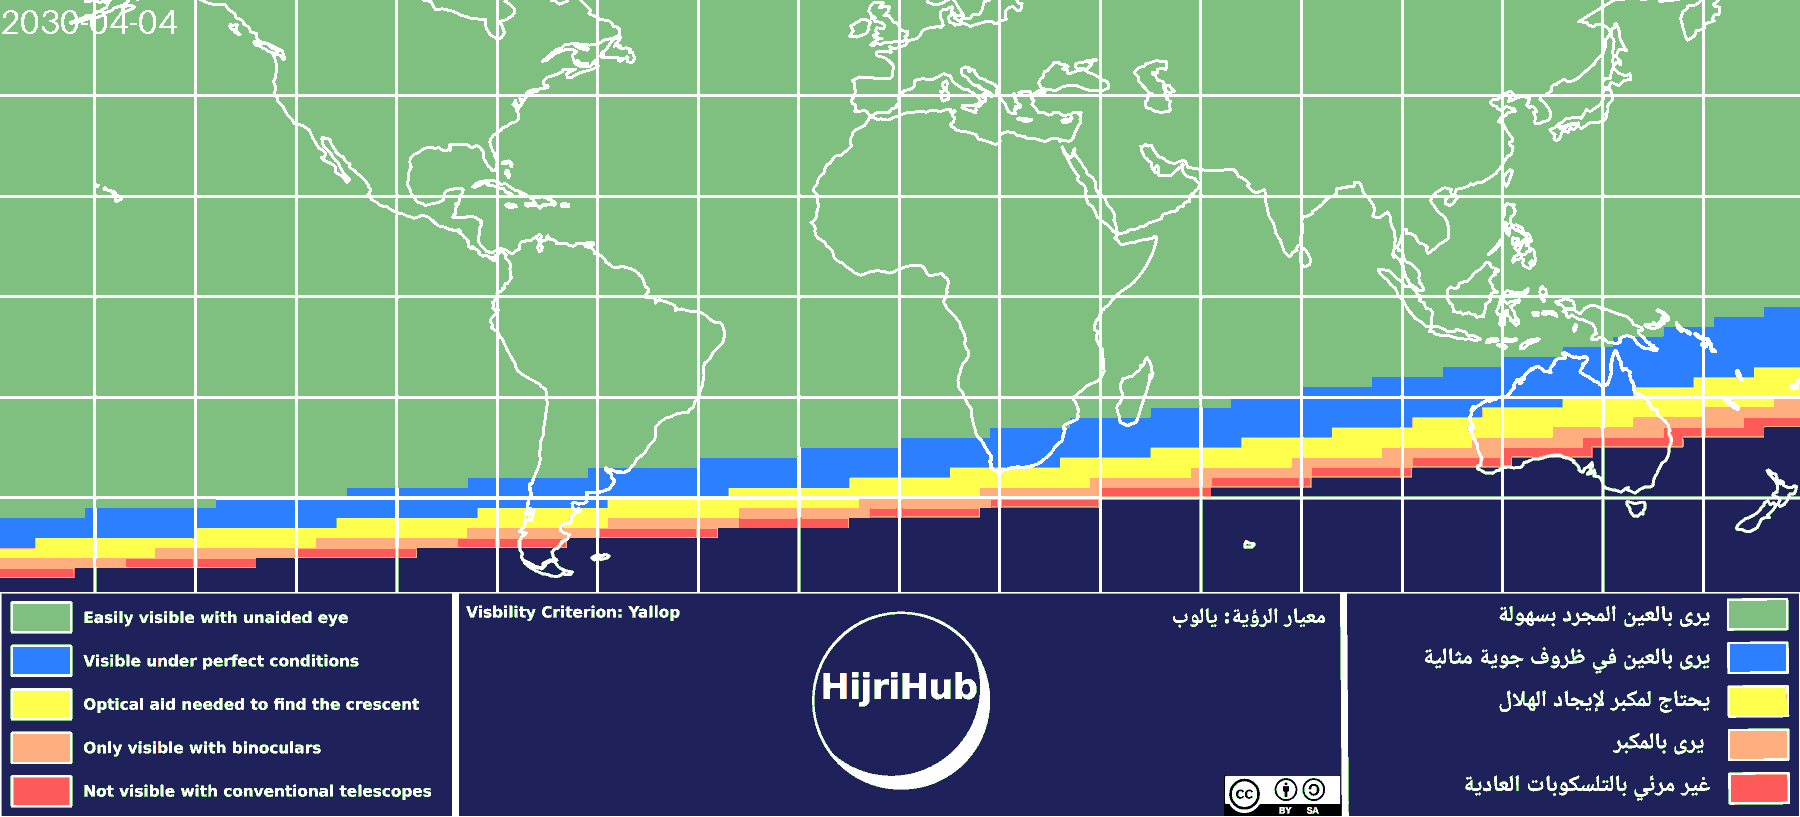 2030-04-04
Easily visible with unaided eye
Visible under perfect conditions
Optical aid needed to find the crescent
Only visible with binoculars
Not visible with conventional telescopes
Visbility Criterion: Yallop
معيار الرؤية: يالوب
HijriHub
cc
BY SA
يرى بالعين المجرد بسهولة
يرى بالعين في ظروف جوية مثالية
يحتاج لمكبر لإيجاد الهلال
يرى بالمكبر
غير مرئي بالتلسكوبات العادية